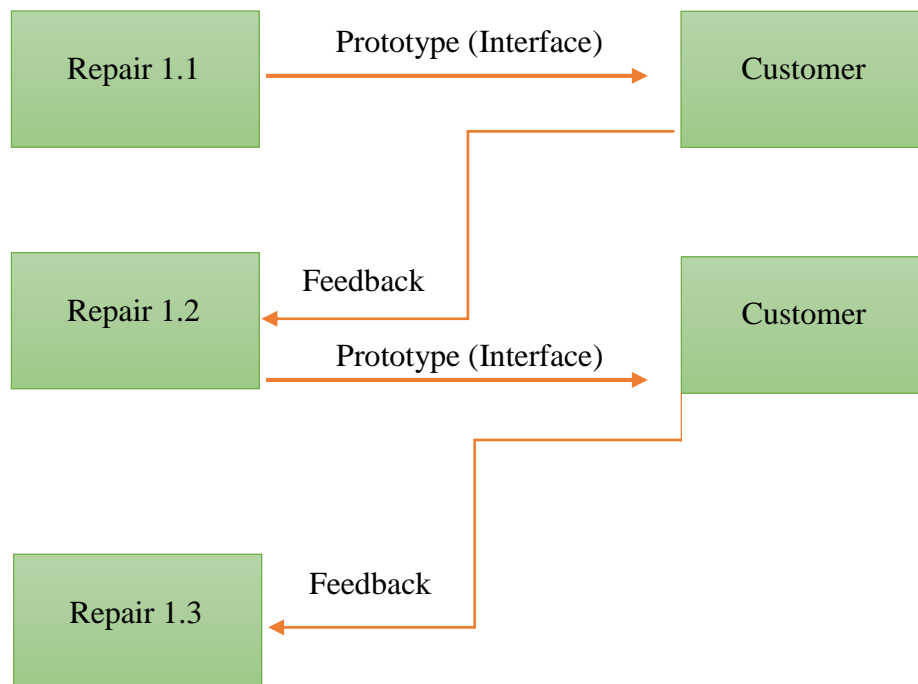 Repair 1.1
Prototype (Interface)
Customer
Feedback
Repair 1.2
Customer
Prototype (Interface)
Feedback
Repair 1.3